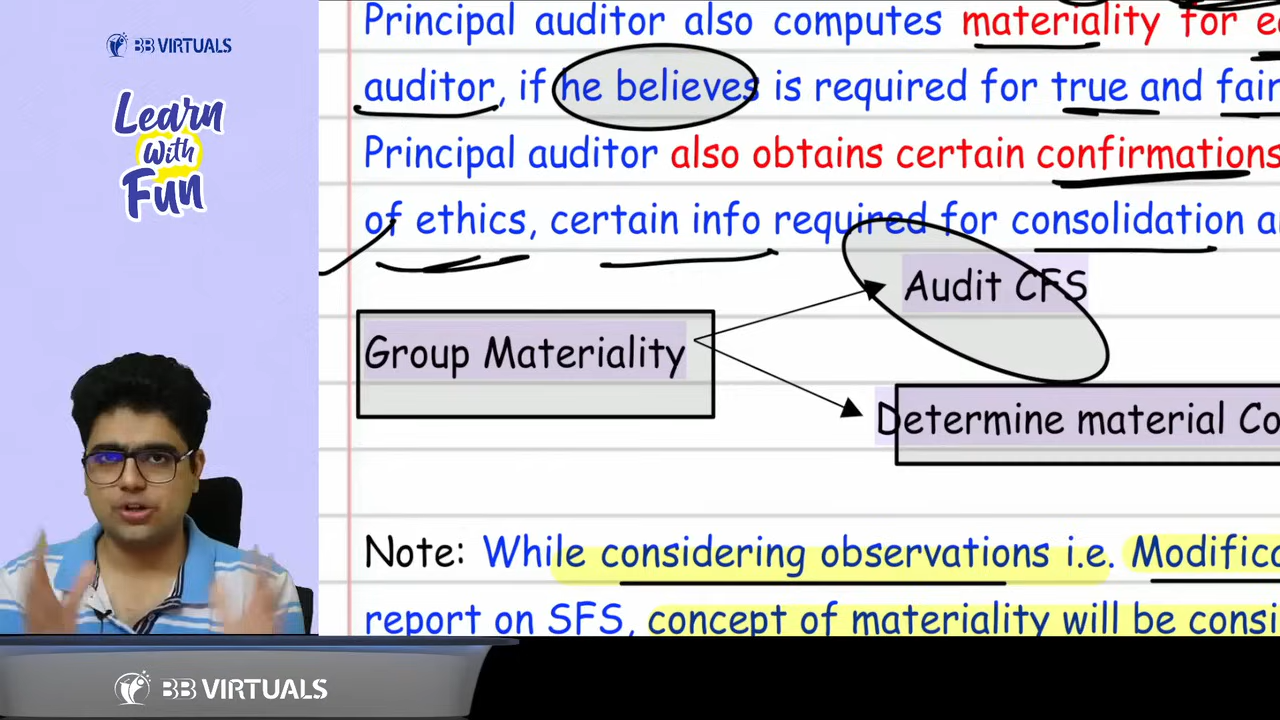 BB VIRTUALS
Learn
With
Fun
Principal auditor also computes materiality for
auditor, if he believes is required for true and fair
Principal auditor also obtains certain confirmations
of ethics, certain info required for consolidation
Audit CFS
Group Materiality
Determine material Co
Note: While considering observations i.e. Modific
report on SFS, concept of materiality will be consi
BB VIRTUALS